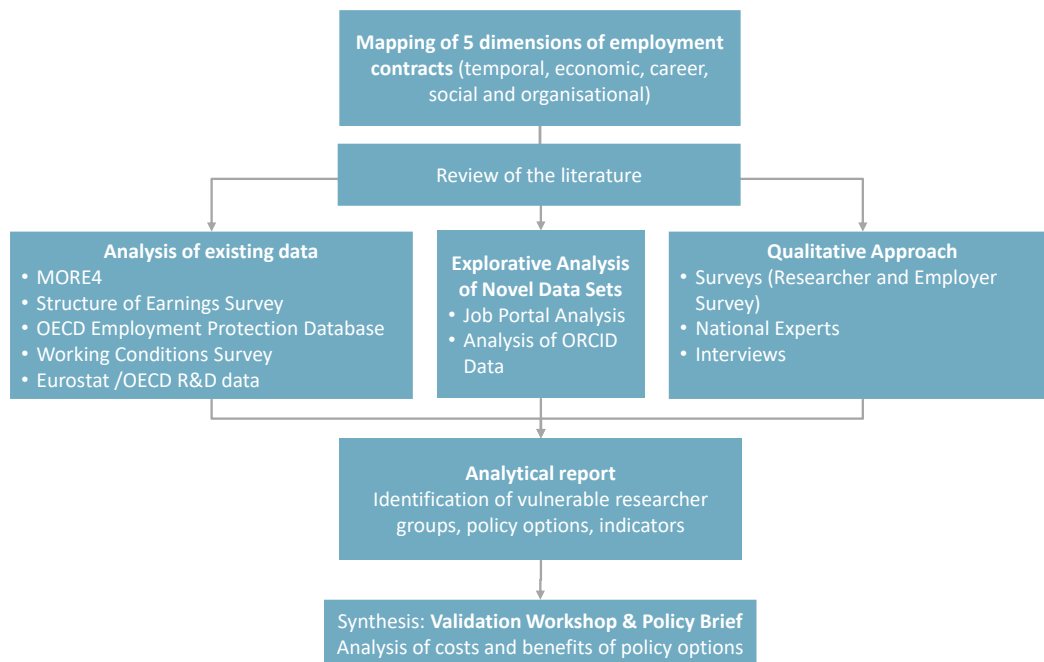 Mapping of 5 dimensions of employment
contracts (temporal, economic, career,
social and organisational)
Review of the literature
Analysis of existing data
• MORE4
• Structure of Earnings Survey
• OECD Employment Protection Database
• Working Conditions Survey
• Eurostat /OECD R&D data
Explorative Analysis
of Novel Data Sets
• Job Portal Analysis
• Analysis of ORCID
Data
Qualitative Approach
• Surveys (Researcher and Employer
Survey)
• National Experts
• Interviews
Analytical report
Identification of vulnerable researcher
groups, policy options, indicators
Synthesis: Validation Workshop & Policy Brief
Analysis of costs and benefits of policy options